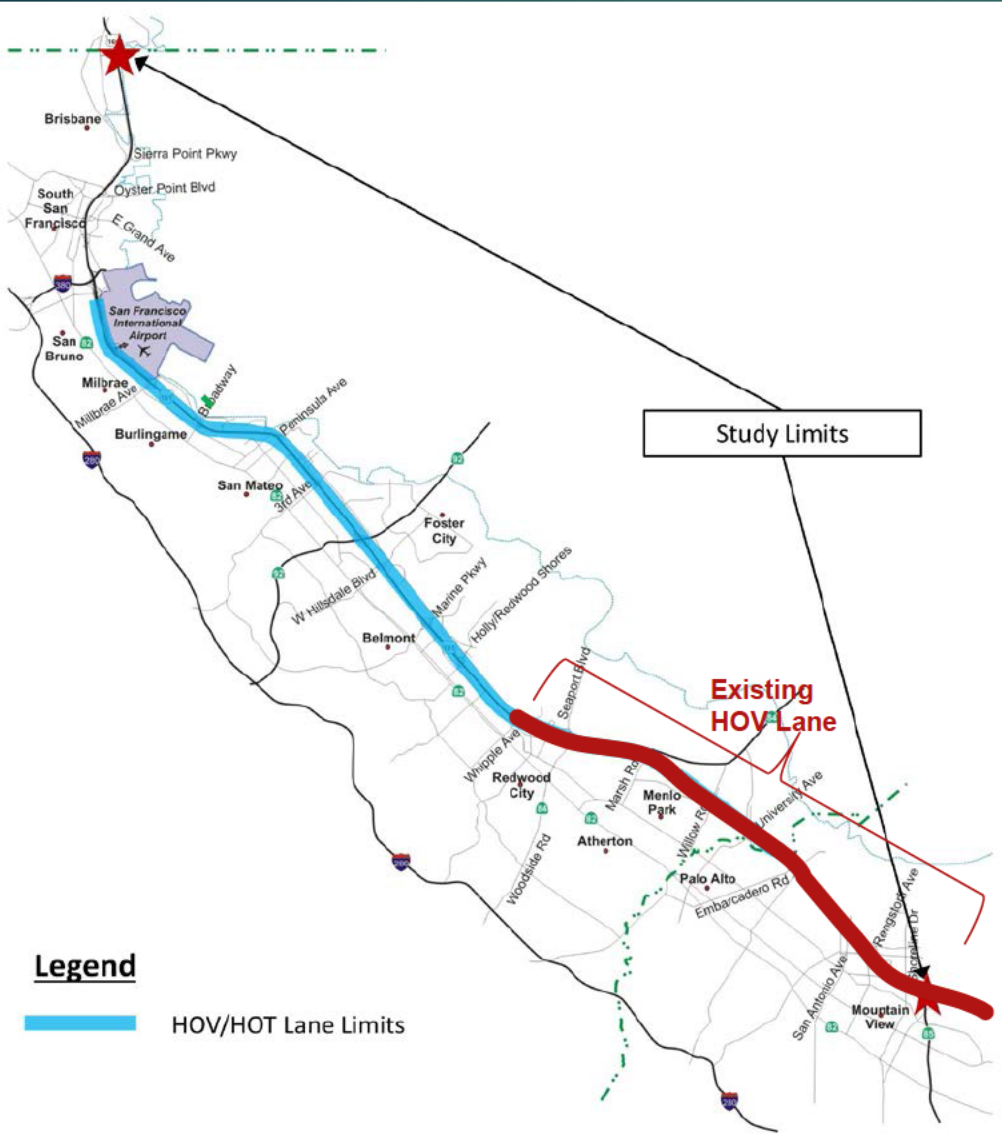 Brisbane
Sierra Point Pkwy
Oyster Point Blvd
South
San
Francisco
E Grand Ave
380
San Francisco
International
Airport
San
Bruno
82
Milbrae
Millbrae Ave
Broadway
Peninsula Ave
Burlingame
280
Study Limits
92
San Mateo
82
3rd Ave
Foster
City
92
W Hillsdale Blvd
Marine Pkwy
Holly/Redwood Shores
Belmont
82
Seaport Blvd
Existing
HOV Lane
Whipple Ave
Redwood
City
84
Marsh Rd
Menlo
Park
82
Willow Rd
University Ave
Atherton
280
Woodside Rd
Palo Alto
Embarcadero Rd
Rengstorff Ave
Shoreline Dr
San Antonio Ave
Mountain
View
82
85
280
Legend
HOV/HOT Lane Limits